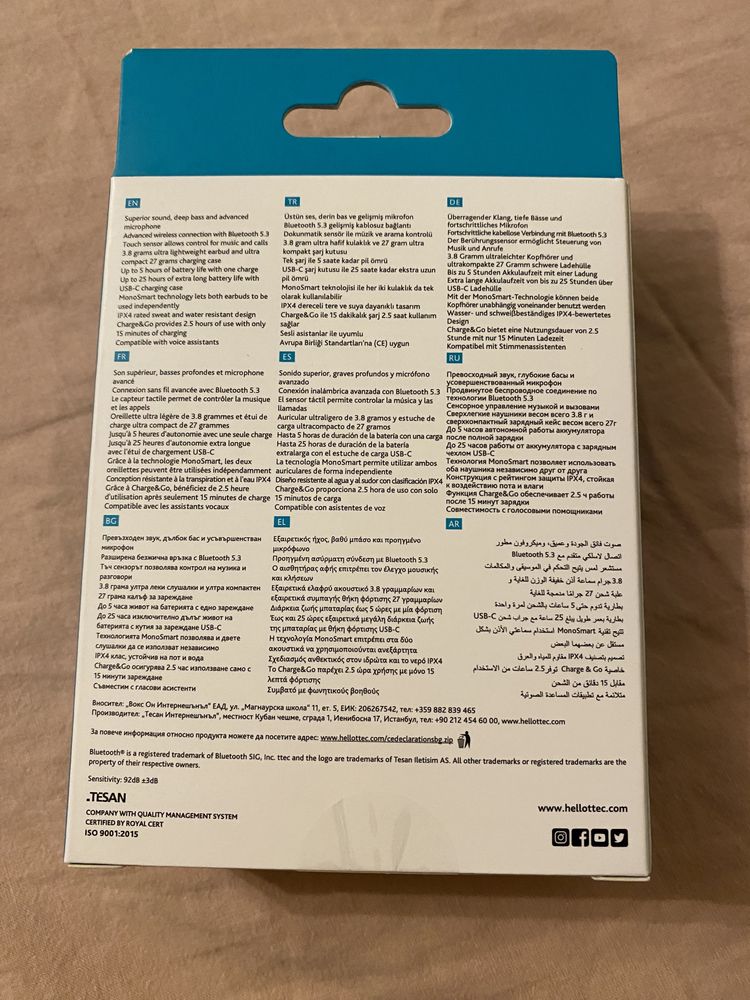 EN
Superior sound, deep bass and advanced
microphone
Advanced wireless connection with Bluetooth 5.3
Touch sensor allows control for music and calls
3.8 grams ultra lightweight earbud and ultra
compact 27 grams charging case
Up to 5 hours of battery life with one charge
Up to 25 hours of extra long battery life with
USB-C charging case
MonoSmart technology lets both earbuds to be
used independently
IPX4 rated sweat and water resistant design
Charge&Go provides 2.5 hours of use with only
15 minutes of charging
Compatible with voice assistants
TR
Üstün ses, derin bas ve gelişmiş mikrofon
Bluetooth 5.3 gelişmiş kablosuz bağlantı
Dokunmatik sensör ile müzik ve arama kontrolü
3.8 gram ultra hafif kulaklık ve 27 gram ultra
kompakt şarj kutusu
Tek şarj ile 5 saate kadar pil ömrü
USB-C şarj kutusu ile 25 saate kadar ekstra uzun
pil ömrü
MonoSmart teknolojisi ile her iki kulaklık da tek
olarak kullanılabilir
IPX4 dereceli tere ve suya dayanıklı tasarım
Charge&Go ile 15 dakikalık şarj 2.5 saat kullanım
sağlar
Sesli asistanlar ile uyumlu
Avrupa Birliği Standartları'na (CE) uygun
DE
Überragender Klang, tiefe Bässe und
fortschrittliches Mikrofon
Fortschrittliche kabellose Verbindung mit Bluetooth 5.3
Der Berührungssensor ermöglicht Steuerung von
Musik und Anrufe
3.8 Gramm ultraleichter Kopfhörer und
ultrakompakte 27 Gramm schwere Ladehülle
Bis zu 5 Stunden Akkulaufzeit mit einer Ladung
Extra lange Akkulaufzeit von bis zu 25 Stunden über
USB-C Ladehülle
Mit der MonoSmart-Technologie können beide
Kopfhörer unabhängig voneinander benutzt werden
Wasser- und schweißbeständiges IPX4-bewertetes
Design
Charge&Go bietet eine Nutzungsdauer von 2.5
Stunde mit nur 15 Minuten Ladezeit
Kompatibel mit Stimmenassistenten
FR
Son supérieur, basses profondes et microphone
avancé
Connexion sans fil avancée avec Bluetooth 5.3
Le capteur tactile permet de contrôler la musique
et les appels
Oreillette ultra légère de 3.8 grammes et étui de
charge ultra compact de 27 grammes
Jusqu'à 5 heures d'autonomie avec une seule charge
Jusqu'à 25 heures d'autonomie extra longue
avec l'étui de chargement USB-C
Grâce à la technologie MonoSmart, les deux
oreillettes peuvent être utilisées indépendamment
Conception résistante à la transpiration et à l'eau IPX4
Grâce à Charge&Go, bénéficiez de 2.5 heure
d'utilisation après seulement 15 minutes de charge
Compatible avec les assistants vocaux
ES
Sonido superior, graves profundos y micrófono
avanzado
Conexión inalámbrica avanzada con Bluetooth 5.3
El sensor táctil permite controlar la música y las
llamadas
Auricular ultraligero de 3.8 gramos y estuche de
carga ultracompacto de 27 gramos
Hasta 5 horas de duración de la batería con una carga
Hasta 25 horas de duración de la batería
extralarga con el estuche de carga USB-C
La tecnología MonoSmart permite utilizar ambos
auriculares de forma independiente
Diseño resistente al agua y al sudor con clasificación IPX4
Charge&Go proporciona 2.5 hora de uso con solo
15 minutos de carga
Compatible con asistentes de voz
RU
Превосходный звук, глубокие басы и
усовершенствованный микрофон
Продвинутое беспроводное соединение по
технологии Bluetooth 5.3
Сенсорное управление музыкой и вызовами
Сверхлегкие наушники весом всего 3.8 г и
сверхкомпактный зарядный кейс весом всего 27г
До 5 часов автономной работы аккумулятора
после полной зарядки
До 25 часов работы от аккумулятора с зарядным
чехлом USB-C
Технология MonoSmart позволяет использовать
оба наушника независимо друг от друга
Конструкция с рейтингом защиты IPX4, стойкая
к воздействию пота и влаги
Функция Charge&Go обеспечивает 2.5 ч работы
после 15 минут зарядки
Совместимость с голосовыми помощниками
BG
Превъзходен звук, дълбок бас и усъвършенстван
микрофон
Разширена безжична връзка с Bluetooth 5.3
Тъч сензорът позволява контрол на музика и
разговори
3.8 грама ултра леки слушалки и ултра компактен
27 грама калъф за зареждане
До 5 часа живот на батерията с едно зареждане
До 25 часа изключително дълъг живот на
батерията с кутия за зареждане USB-C
Технологията MonoSmart позволява и двете
слушалки да се използват независимо
IPX4 клас, устойчив на пот и вода
Charge&Go осигурява 2.5 час използване само с
15 минути зареждане
Съвместим с гласови асистенти
EL
Εξαιρετικός ήχος, βαθύ μπάσο και προηγμένο
μικρόφωνο
Προηγμένη ασύρματη σύνδεση με Bluetooth 5.3
Ο αισθητήρας αφής επιτρέπει τον έλεγχο μουσικής
και κλήσεων
Εξαιρετικά ελαφρύ ακουστικό 3.8 γραμμαρίων και
εξαιρετικά συμπαγής θήκη φόρτισης 27 γραμμαρίων
Διάρκεια ζωής μπαταρίας έως 5 ώρες με μία φόρτιση
Έως και 25 ώρες εξαιρετικά μεγάλη διάρκεια ζωής
της μπαταρίας με θήκη φόρτισης USB-C
Η τεχνολογία MonoSmart επιτρέπει στα δύο
ακουστικά να χρησιμοποιούνται ανεξάρτητα
Σχεδιασμός ανθεκτικός στον ιδρώτα και το νερό IPX4
Το Charge&Go παρέχει 2.5 ώρα χρήσης με μόνο 15
λεπτά φόρτισης
Συμβατό με φωνητικούς βοηθούς
AR
صوت فائق الجودة وعميق، وميكروفون مطور
اتصال لاسلكي متقدم مع Bluetooth 5.3
مستشعر لمس يتيح التحكم في الموسيقى والمكالمات
3.8 جرام سماعة أذن خفيفة الوزن للغاية و
علبة شحن 27 جرامًا مدمجة للغاية
بطارية تدوم حتى 5 ساعات بالشحن لمرة واحدة
بطارية بعمر طويل يبلغ 25 ساعة مع جراب شحن USB-C
تتيح تقنية MonoSmart استخدام سماعتي الأذن بشكل
مستقل عن بعضهما البعض
تصميم بتصنيف IPX4 مقاوم للمياه والعرق
خاصية Charge & Go توفر 2.5 ساعات من الاستخدام
مقابل 15 دقائق من الشحن
متلائمة مع تطبيقات المساعدة الصوتية
Вносител: „Вокс Он Интернешънъл" ЕАД, ул. „Магнаурска школа" 11, ет. 5, ЕИК: 206267542, тел: +359 882 839 465
Производител: „Тесан Интернешънъл", местност Кубан чешме, сграда 1, Иенибосна 17, Истанбул, тел: +90 212 454 60 00, www.hellottec.com
За повече информация относно продукта можете да посетите адрес: www.hellottec.com/cedeclarationsbg.zip
Bluetooth® is a registered trademark of Bluetooth SIG, Inc. ttec and the logo are trademarks of Tesan Iletisim AS. All other trademarks or registered trademarks are the
property of their respective owners.
Sensitivity: 92dB ±3dB
.TESAN
COMPANY WITH QUALITY MANAGEMENT SYSTEM
CERTIFIED BY ROYAL CERT
ISO 9001:2015
www.hellottec.com